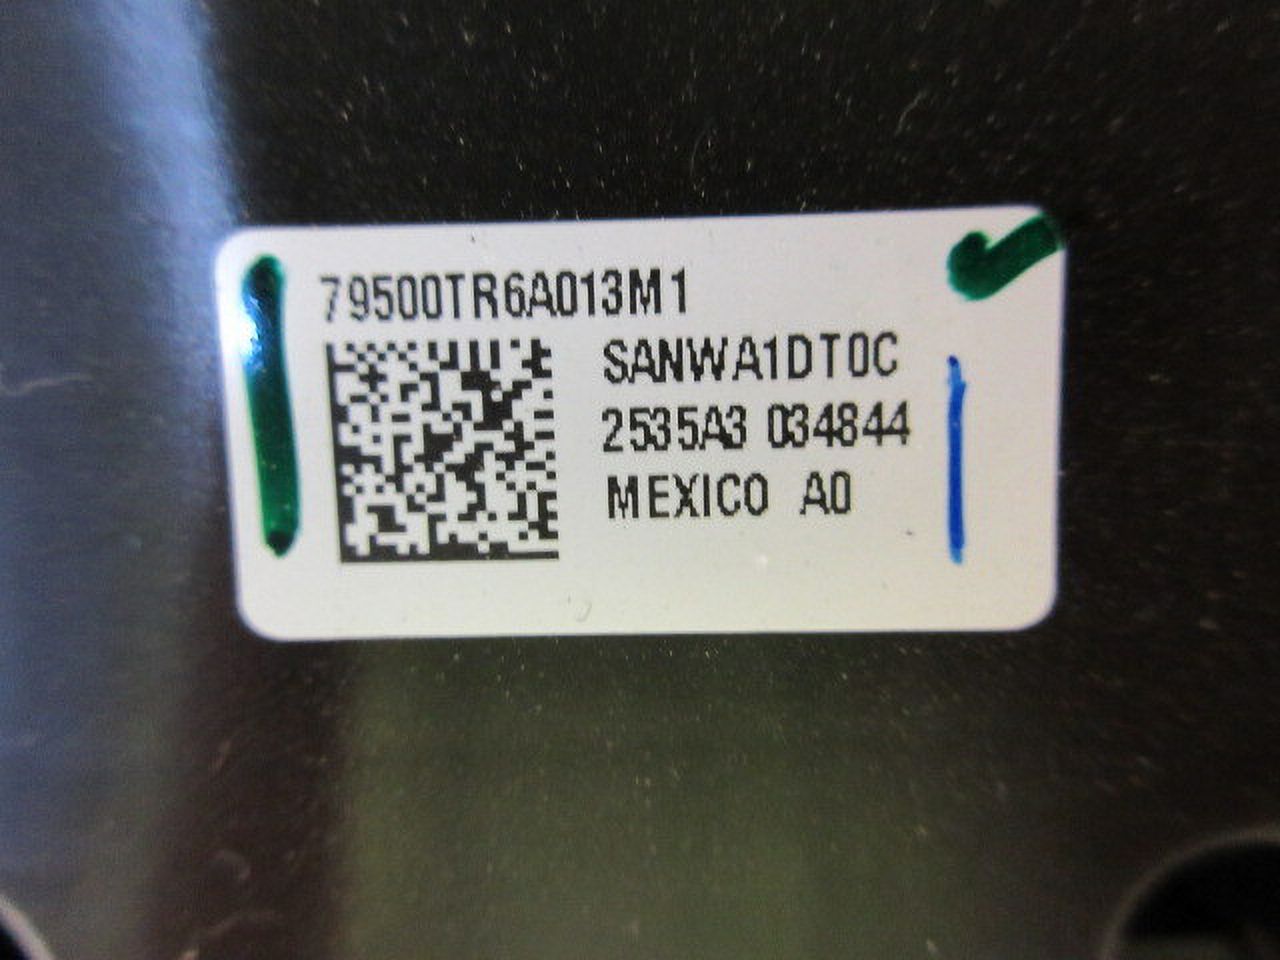 79500TR6A013M1
SANWA1DT0C
2535A3 034844
MEXICO A0